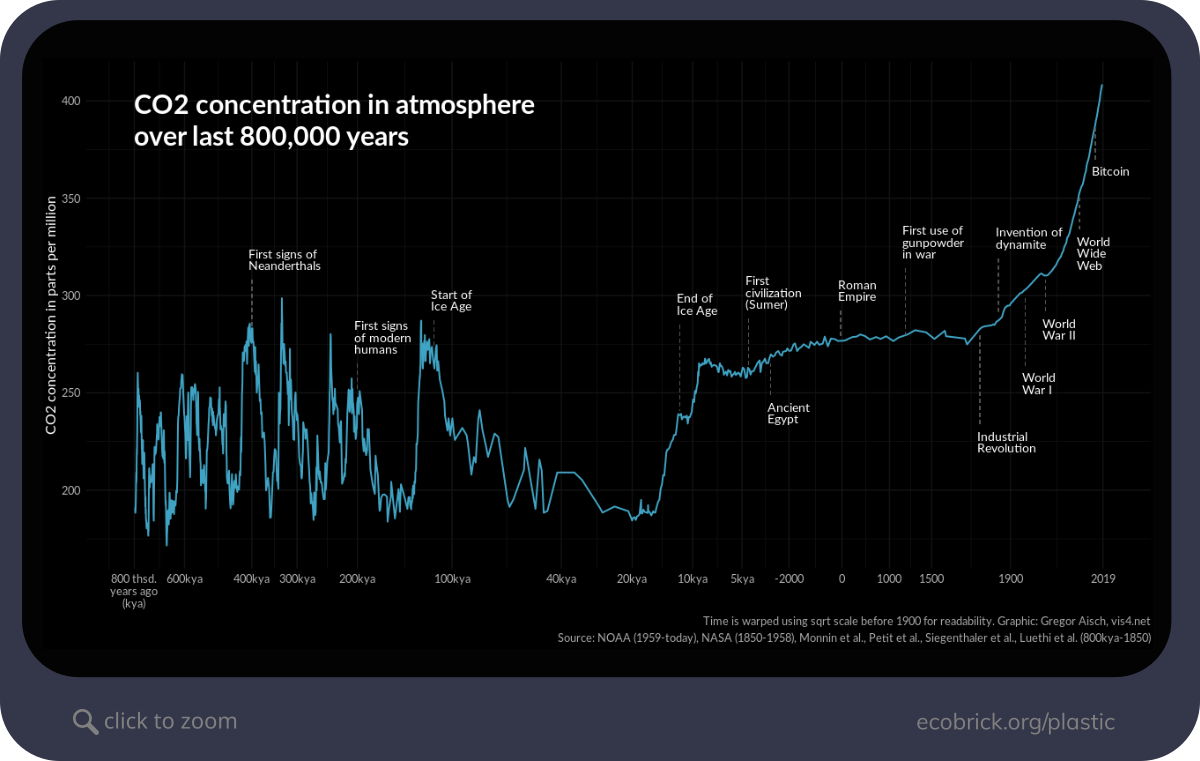 CO2 concentration in atmosphere
over last 800,000 years
CO2 concentration in parts per million
400
350
300
250
200
First signs of
Neanderthals
First signs
of modern
humans
Start of
Ice Age
End of
Ice Age
First
civilization
(Sumer)
Ancient
Egypt
Roman
Empire
First use of
gunpowder
in war
Industrial
Revolution
Invention of
dynamite
World
War I
World
War II
World
Wide
Web
Bitcoin
800 thsd.
years ago
(kya)
600kya
400kya
300kya
200kya
100kya
40kya
20kya
10kya
5kya
-2000
0
1000
1500
1900
2019
Time is warped using sqrt scale before 1900 for readability. Graphic: Gregor Aisch, vis4.net
Source: NOAA (1959-today), NASA (1850-1958), Monnin et al., Petit et al., Siegenthaler et al., Luethi et al. (800kya-1850)
click to zoom
ecobrick.org/plastic